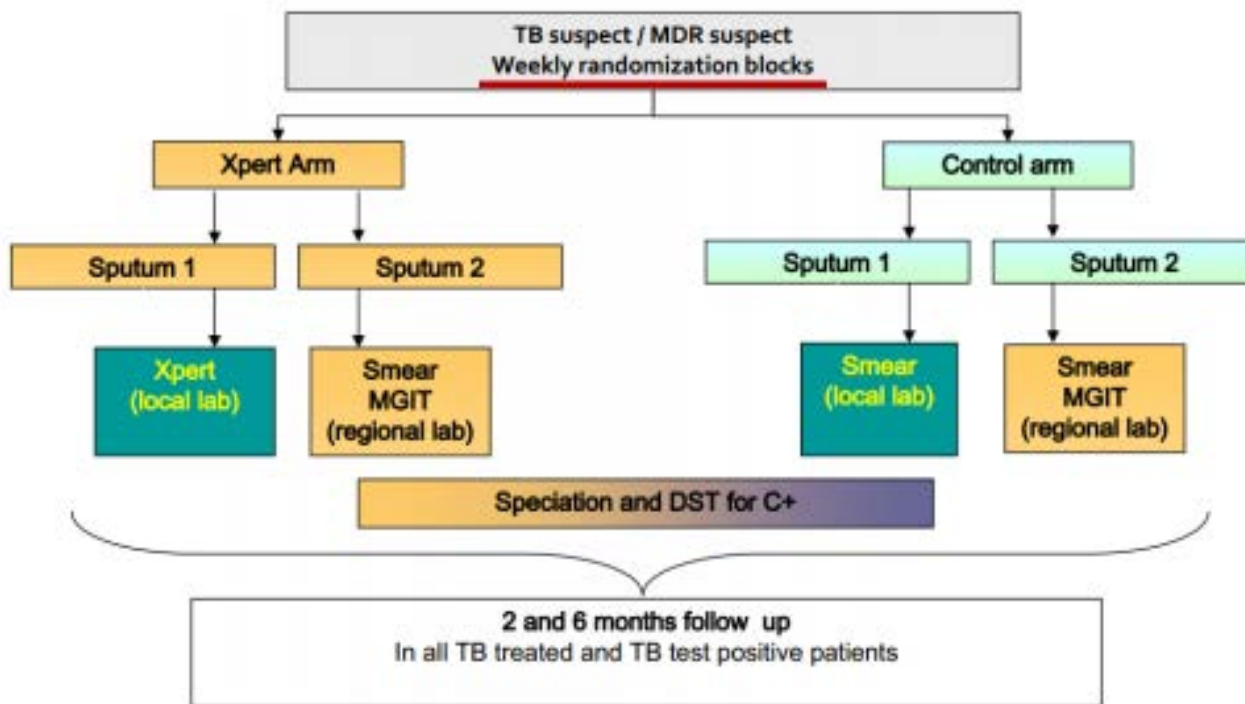 TB suspect / MDR suspect
Weekly randomization blocks
Xpert Arm
Control arm
Sputum 1
Sputum 2
Sputum 1
Sputum 2
Xpert
(local lab)
Smear
MGIT
(regional lab)
Smear
(local lab)
Smear
MGIT
(regional lab)
Speciation and DST for C+
2 and 6 months follow up
In all TB treated and TB test positive patients